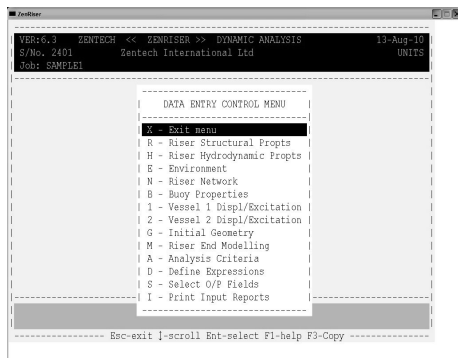 ZenRiser
VER:6.3 ZENTECH << ZENRISER >> DYNAMIC ANALYSIS 13-Aug-10
S/No. 2401 Zentech International Ltd UNITS
Job: SAMPLE1
DATA ENTRY CONTROL MENU
X - Exit menu
R - Riser Structural Propts
H - Riser Hydrodynamic Propts
E - Environment
N - Riser Network
B - Buoy Properties
1 - Vessel 1 Displ/Excitation
2 - Vessel 2 Displ/Excitation
G - Initial Geometry
M - Riser End Modelling
A - Analysis Criteria
D - Define Expressions
S - Select O/P Fields
I - Print Input Reports
Esc-exit ↕-scroll Ent-select F1-help F3-Copy